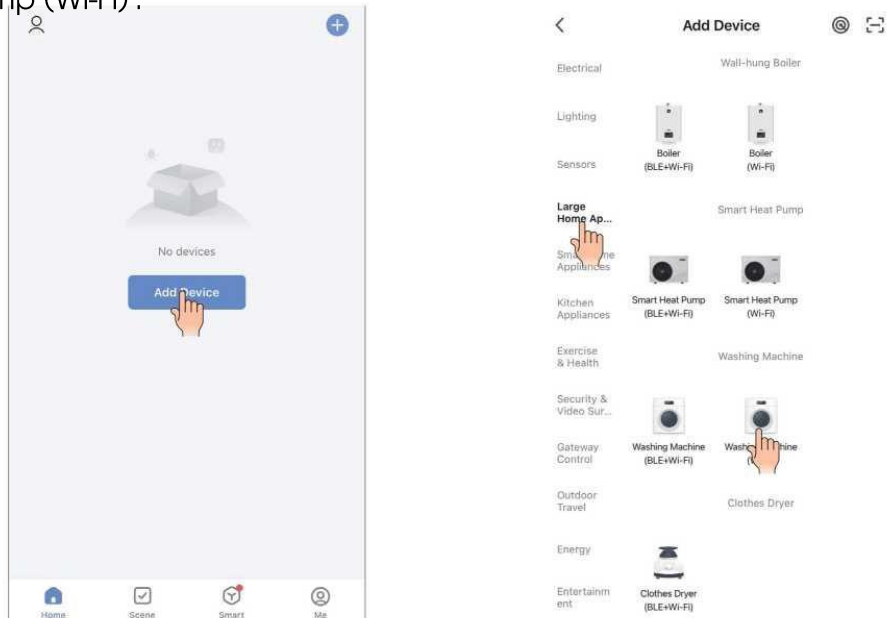 (Wi-Fi) .
No devices
Add Device
Home
Scene
Smart
Me
Add Device
Electrical
Lighting
Sensors
Large
Home Ap...
Appliances
Kitchen
Appliances
Exercise
& Health
Security &
Video Sur...
Gateway
Control
Outdoor
Travel
Energy
Entertainm
ent
Wall-hung Boiler
Boiler
(BLE+Wi-Fi)
Boiler
(Wi-Fi)
Smart Heat Pump
Smart Heat Pump
(BLE+Wi-Fi)
Smart Heat Pump
(Wi-Fi)
Washing Machine
Washing Machine
(BLE+Wi-Fi)
Clothes Dryer
Clothes Dryer
(BLE+Wi-Fi)